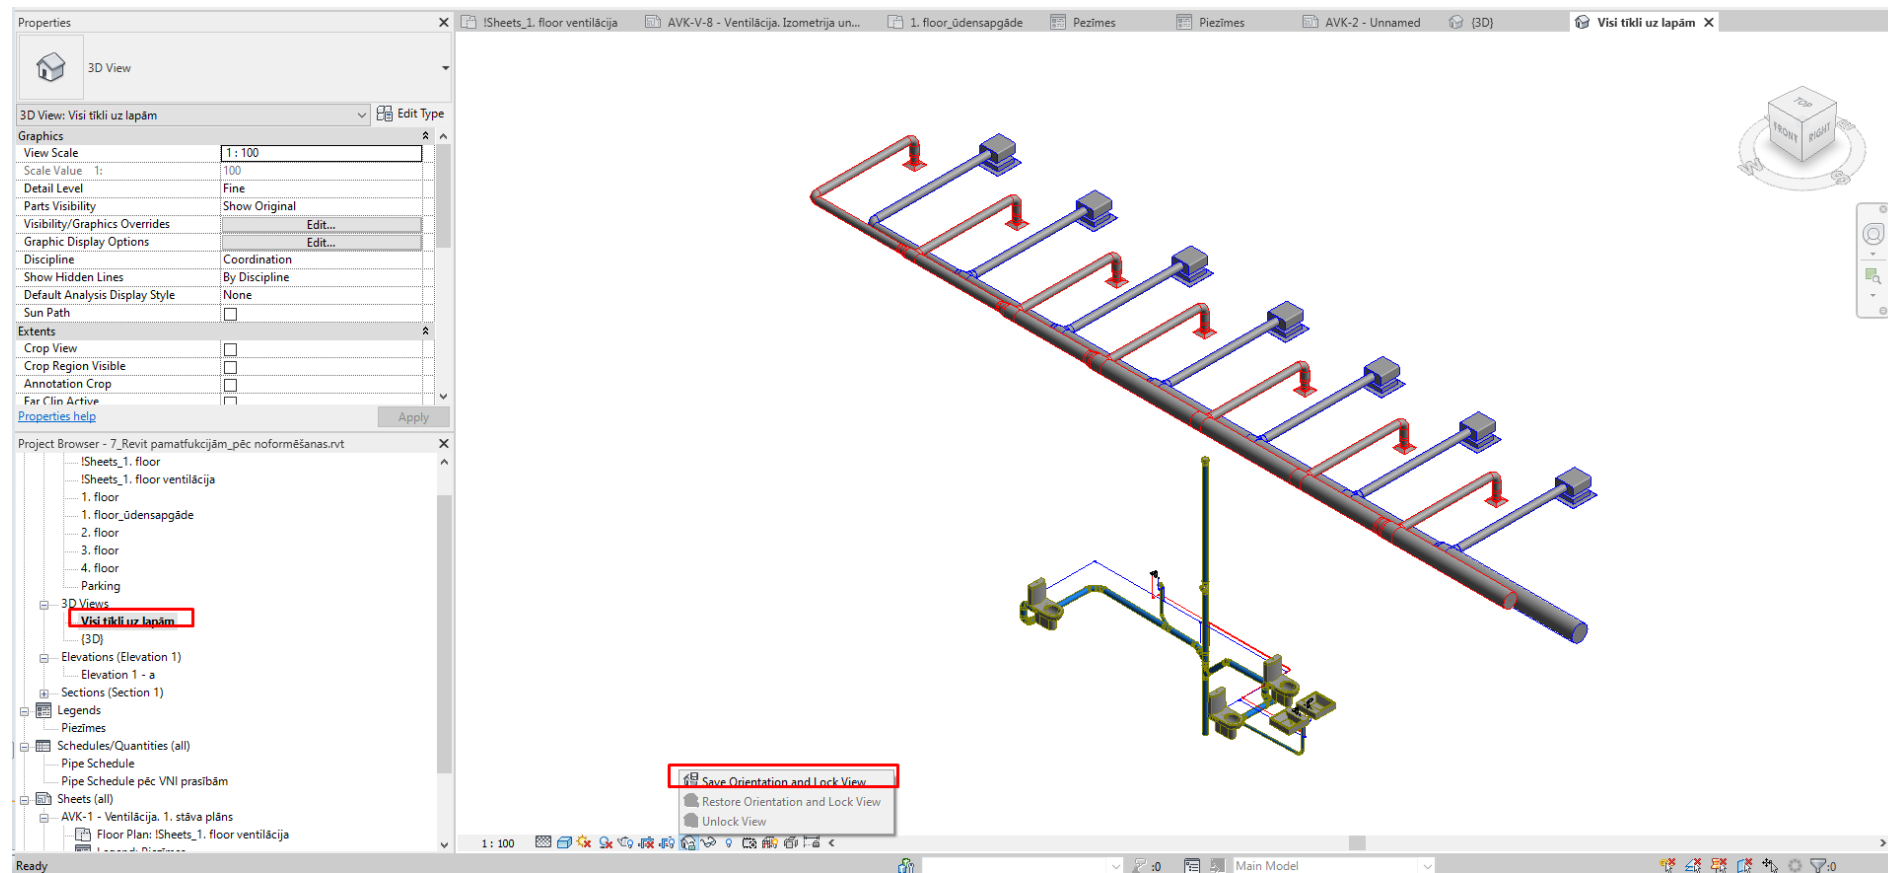 Properties
!Sheets_1. floor ventilācija
AVK-V-8 - Ventilācija. Izometrija un...
1. floor_ūdensapgāde
Pezīmes
Piezīmes
AVK-2 - Unnamed
{3D}
Visi tīkli uz lapām
3D View
3D View: Visi tīkli uz lapām
Edit Type
Graphics
View Scale 1 : 100
Scale Value 1: 100
Detail Level Fine
Parts Visibility Show Original
Visibility/Graphics Overrides Edit...
Graphic Display Options Edit...
Discipline Coordination
Show Hidden Lines By Discipline
Default Analysis Display Style None
Sun Path
Extents
Crop View
Crop Region Visible
Annotation Crop
Far Clip Active
Properties help
Apply
Project Browser - 7_Revit pamatfukcijām_pēc noformēšanas.rvt
!Sheets_1. floor
!Sheets_1. floor ventilācija
1. floor
1. floor_ūdensapgāde
2. floor
3. floor
4. floor
Parking
3D Views
Visi tīkli uz lapām
{3D}
Elevations (Elevation 1)
Elevation 1 - a
Sections (Section 1)
Legends
Piezīmes
Schedules/Quantities (all)
Pipe Schedule
Pipe Schedule pēc VNI prasībām
Sheets (all)
AVK-1 - Ventilācija. 1. stāva plāns
Floor Plan: !Sheets_1. floor ventilācija
Legend: Piezīmes
TOP
FRONT
RIGHT
W
Save Orientation and Lock View
Restore Orientation and Lock View
Unlock View
1 : 100
Ready
:0
Main Model
:0